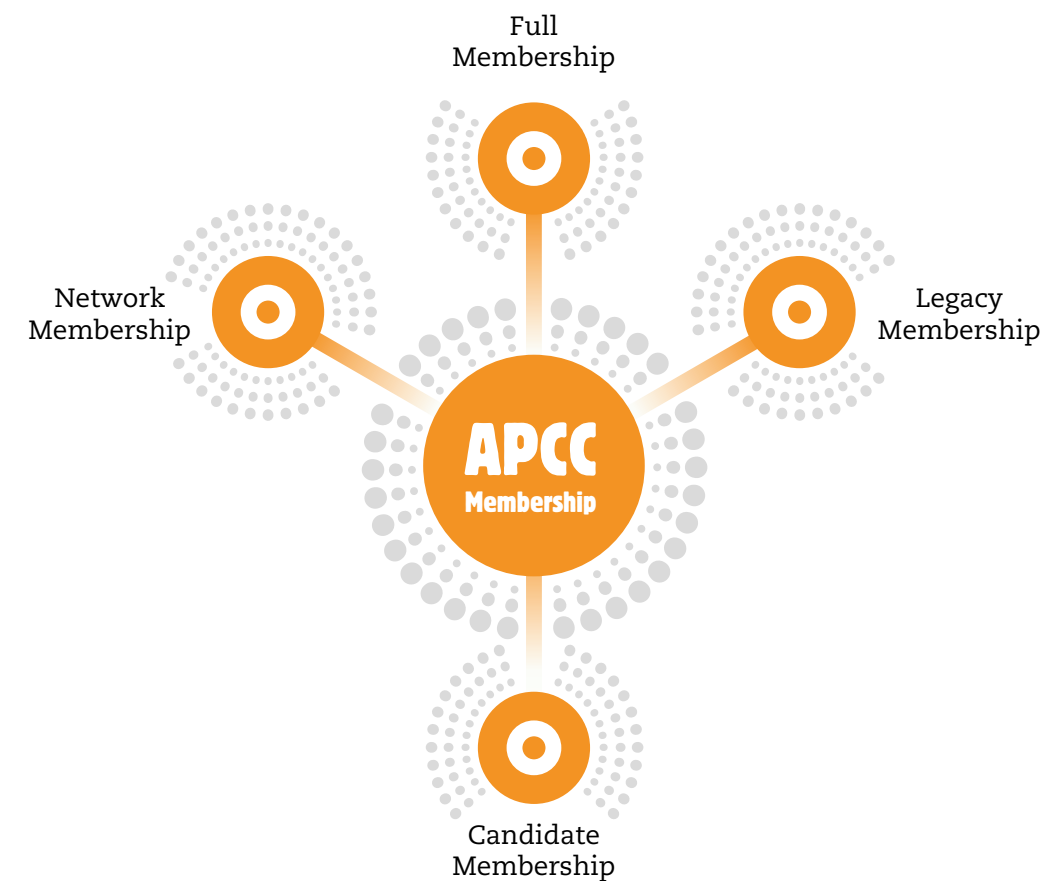 Full
Membership
Network
Membership
Legacy
Membership
APCC
Membership
Candidate
Membership